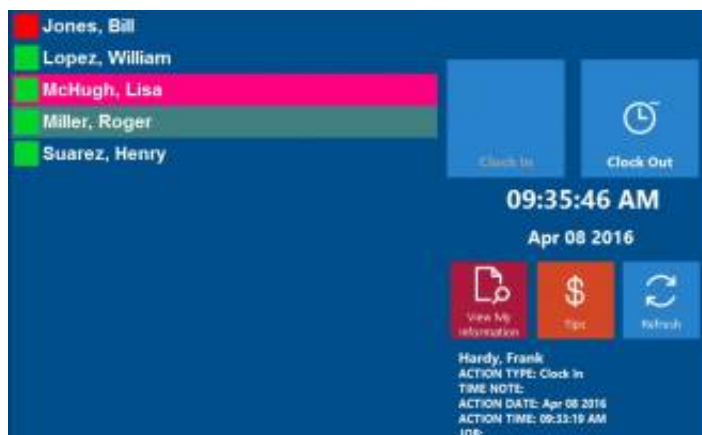 Jones, Bill
Lopez, William
McHugh, Lisa
Miller, Roger
Suarez, Henry
Clock In
Clock Out
09:35:46 AM
Apr 08 2016
View My
Information
Tips
Refresh
Hardy, Frank
ACTION TYPE: Clock In
TIME NOTE:
ACTION DATE: Apr 08 2016
ACTION TIME: 09:33:19 AM
JOB: